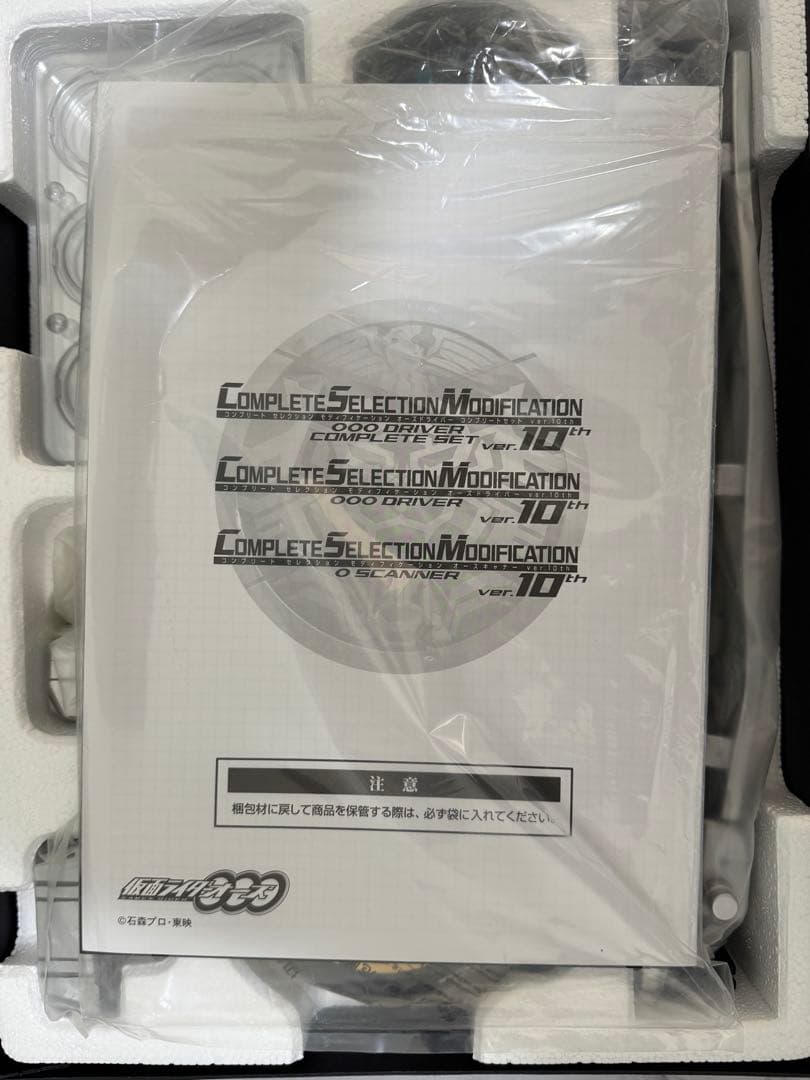 COMPLETE SELECTION MODIFICATION
コンプリート セレクション モディフィケーション オーズドライバー コンプリートセット ver.10th
OOO DRIVER
COMPLETE SET ver.10th
COMPLETE SELECTION MODIFICATION
コンプリート セレクション モディフィケーション オーズドライバー ver.10th
OOO DRIVER
ver.10th
COMPLETE SELECTION MODIFICATION
コンプリート セレクション モディフィケーション オースキャナー ver.10th
O SCANNER
ver.10th
注 意
梱包材に戻して商品を保管する際は、必ず袋に入れてください。
仮面ライダーオーズ
©石森プロ・東映